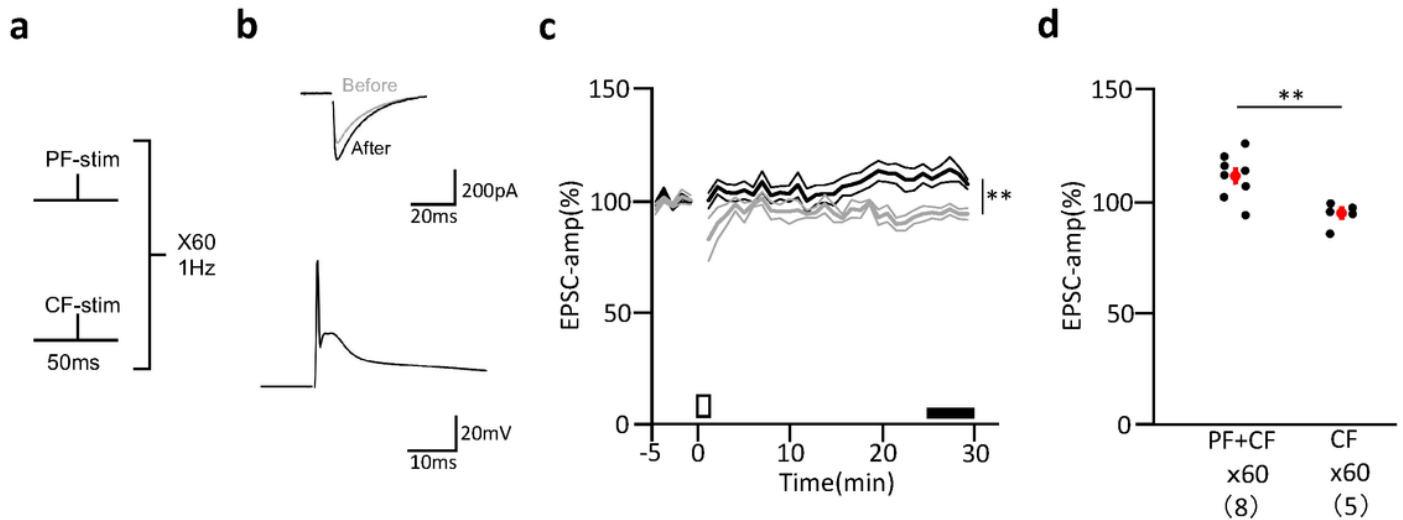 a
PF-stim
CF-stim
50ms
X60
1Hz
b
Before
After
200pA
20ms
20mV
10ms
c
EPSC-amp(%)
150
100
50
0
-5 0 10 20 30
Time(min)
**
d
EPSC-amp(%)
150
100
50
0
**
PF+CF CF
x60 x60
(8) (5)